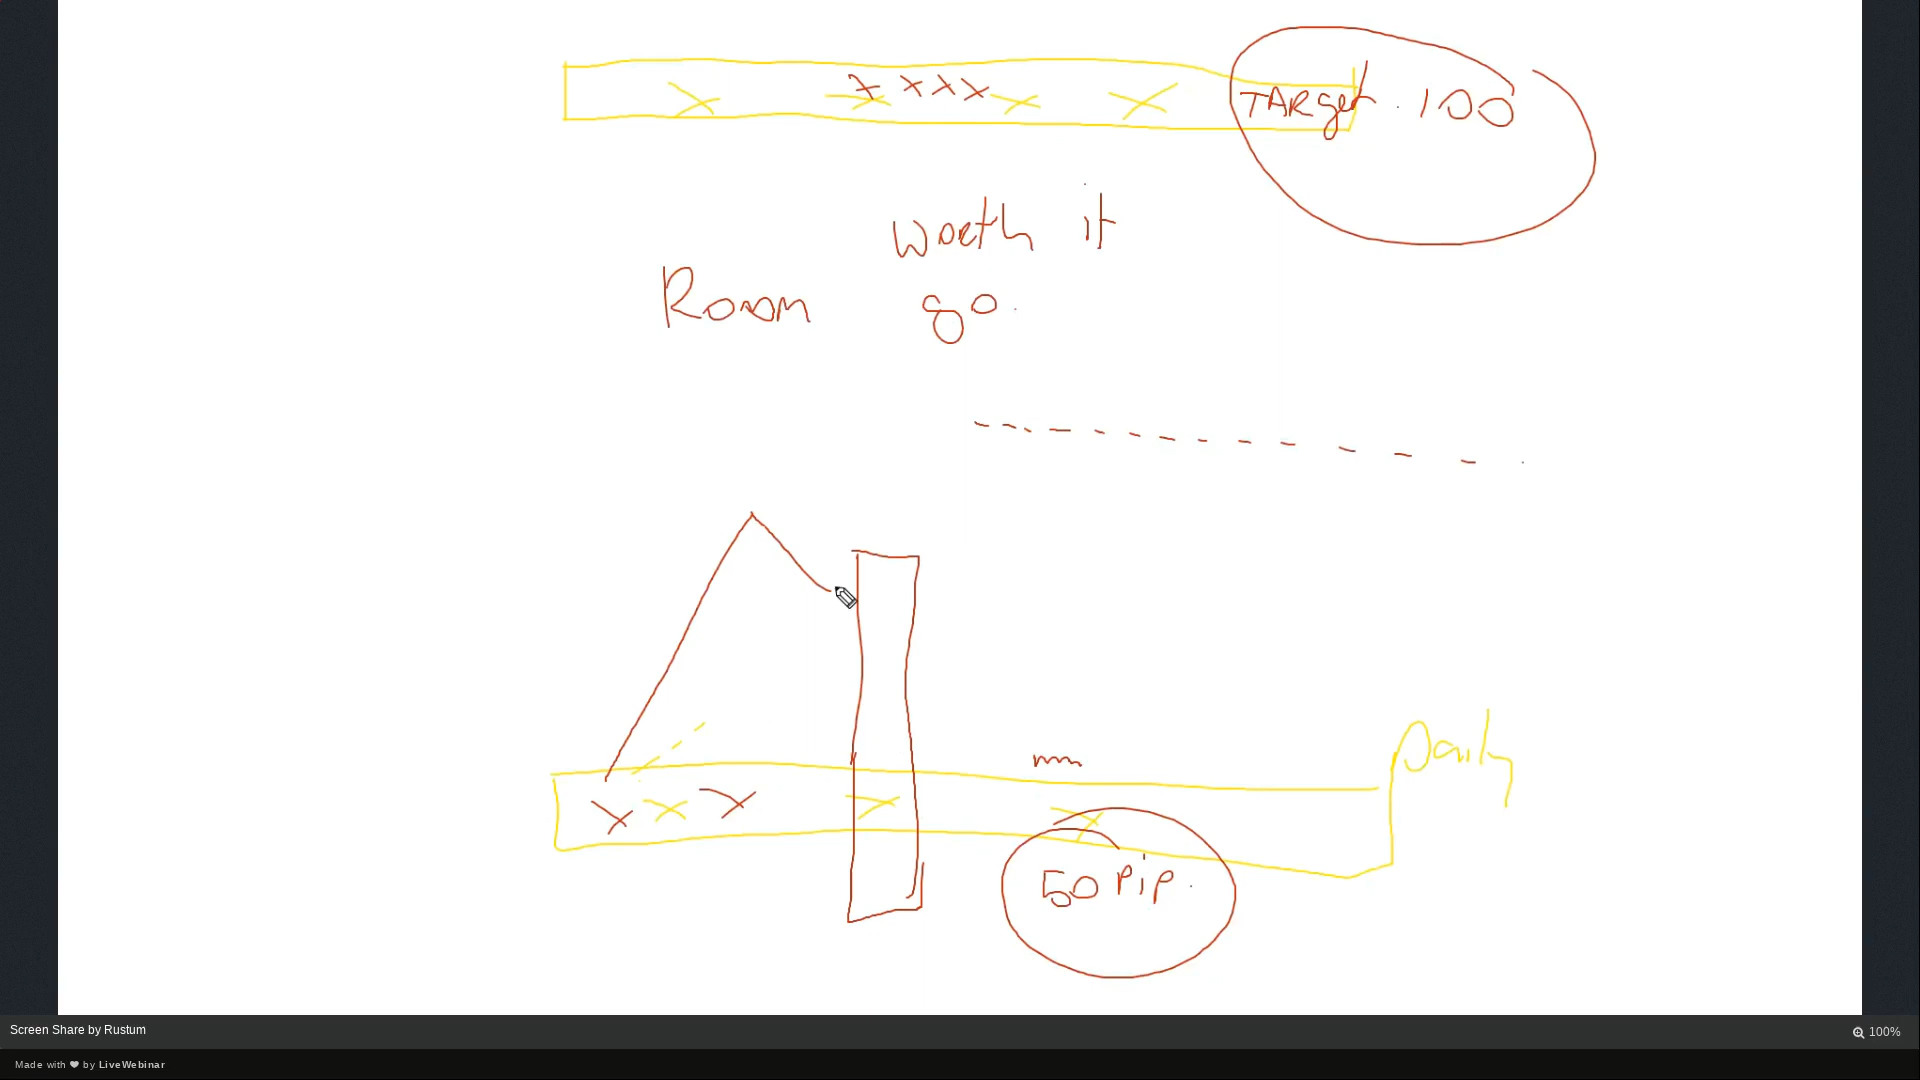 TARget. 100
worth it
Room go.
Daily
50 PiP.
Screen Share by Rustum
100%
Made with ❤ by LiveWebinar